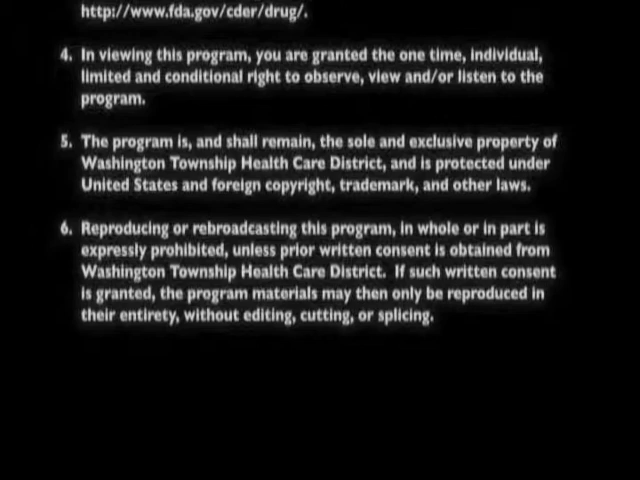 http://www.fda.gov/cder/drug/.
4. In viewing this program, you are granted the one time, individual,
limited and conditional right to observe, view and/or listen to the
program.
5. The program is, and shall remain, the sole and exclusive property of
Washington Township Health Care District, and is protected under
United States and foreign copyright, trademark, and other laws.
6. Reproducing or rebroadcasting this program, in whole or in part is
expressly prohibited, unless prior written consent is obtained from
Washington Township Health Care District. If such written consent
is granted, the program materials may then only be reproduced in
their entirety, without editing, cutting, or splicing.